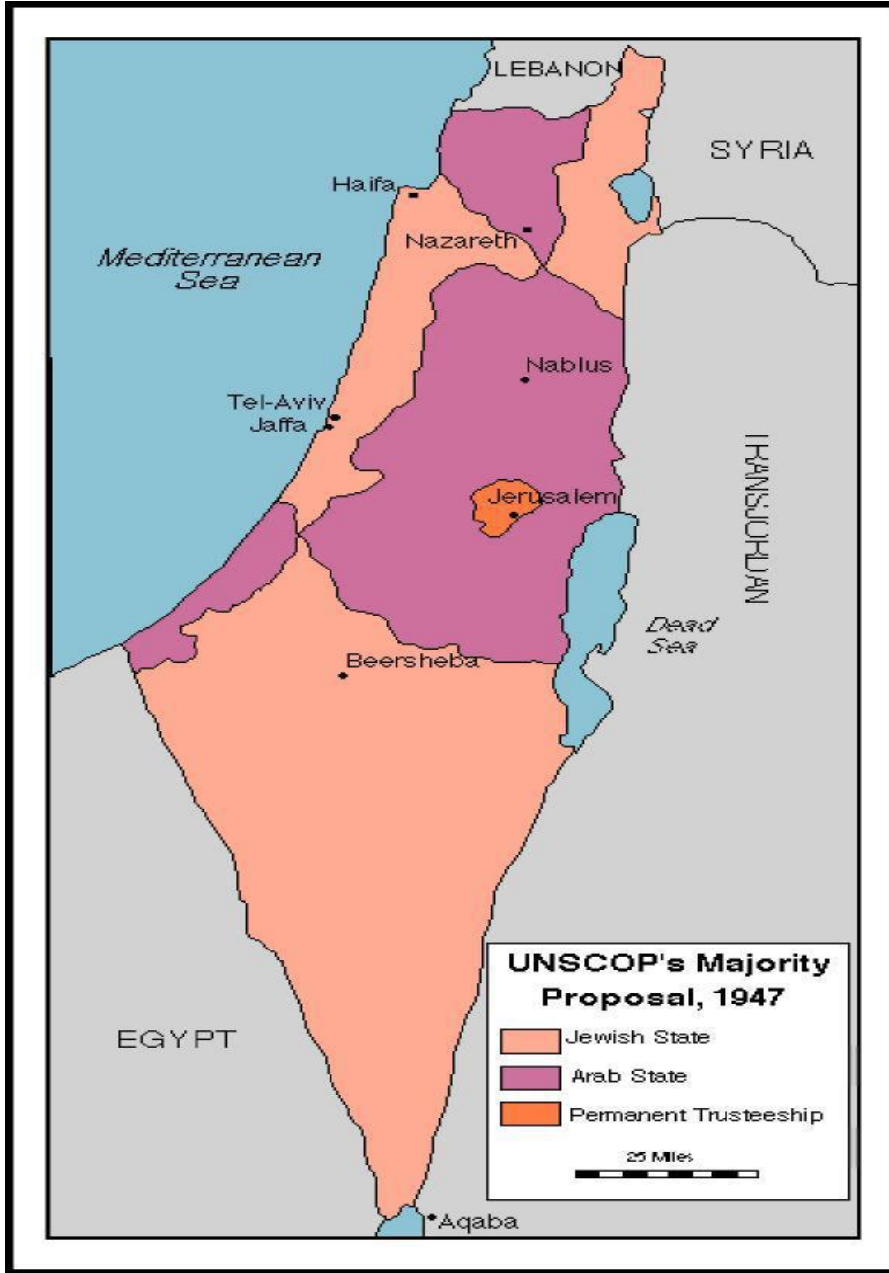 LEBANON
SYRIA
Haifa
Nazareth
Mediterranean
Sea
Nablus
Tel-Aviv
Jaffa
TRANSJORDAN
Jerusalem
Dead
Sea
Beersheba
UNSCOP's Majority
Proposal, 1947
Jewish State
Arab State
Permanent Trusteeship
25 Miles
EGYPT
Aqaba